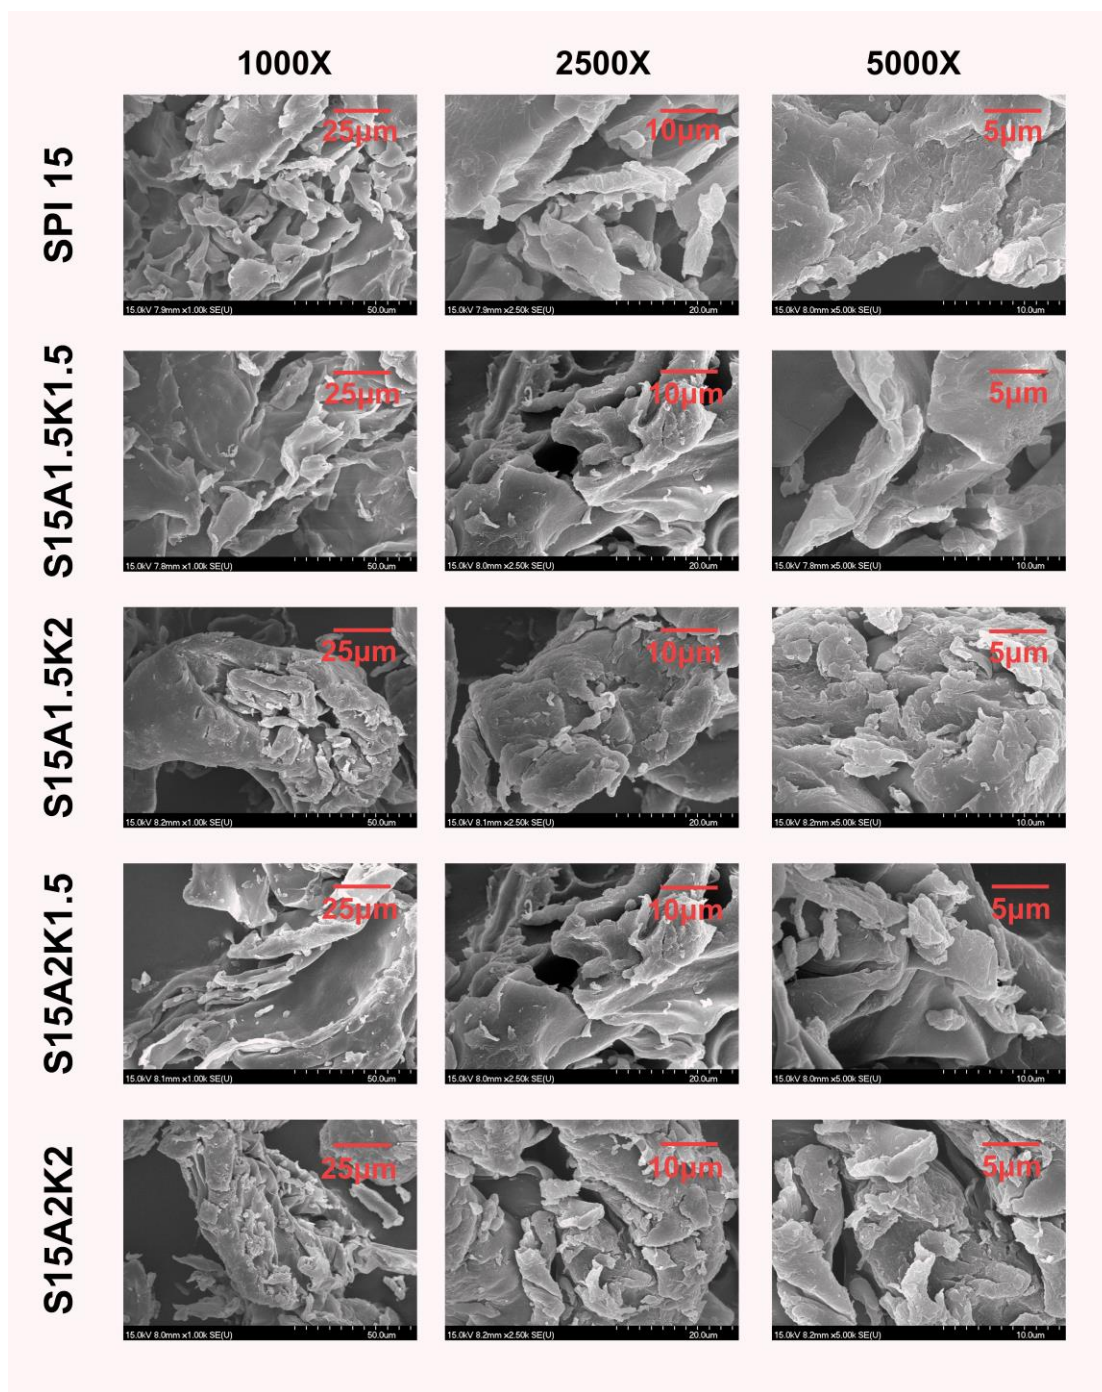 1000X 2500X 5000X
SPI 15
25µm 10µm 5µm
15.0kV 7.9mm x1.00k SE(U) 50.0um 15.0kV 7.9mm x2.50k SE(U) 20.0um 15.0kV 8.0mm x5.00k SE(U) 10.0um
S15A1.5K1.5
25µm 10µm 5µm
15.0kV 7.8mm x1.00k SE(U) 50.0um 15.0kV 8.0mm x2.50k SE(U) 20.0um 15.0kV 7.8mm x5.00k SE(U) 10.0um
S15A1.5K2
25µm 10µm 5µm
15.0kV 8.2mm x1.00k SE(U) 50.0um 15.0kV 8.1mm x2.50k SE(U) 20.0um 15.0kV 8.2mm x5.00k SE(U) 10.0um
S15A2K1.5
25µm 10µm 5µm
15.0kV 8.1mm x1.00k SE(U) 50.0um 15.0kV 8.0mm x2.50k SE(U) 20.0um 15.0kV 8.0mm x5.00k SE(U) 10.0um
S15A2K2
25µm 10µm 5µm
15.0kV 8.0mm x1.00k SE(U) 50.0um 15.0kV 8.2mm x2.50k SE(U) 20.0um 15.0kV 8.2mm x5.00k SE(U) 10.0um